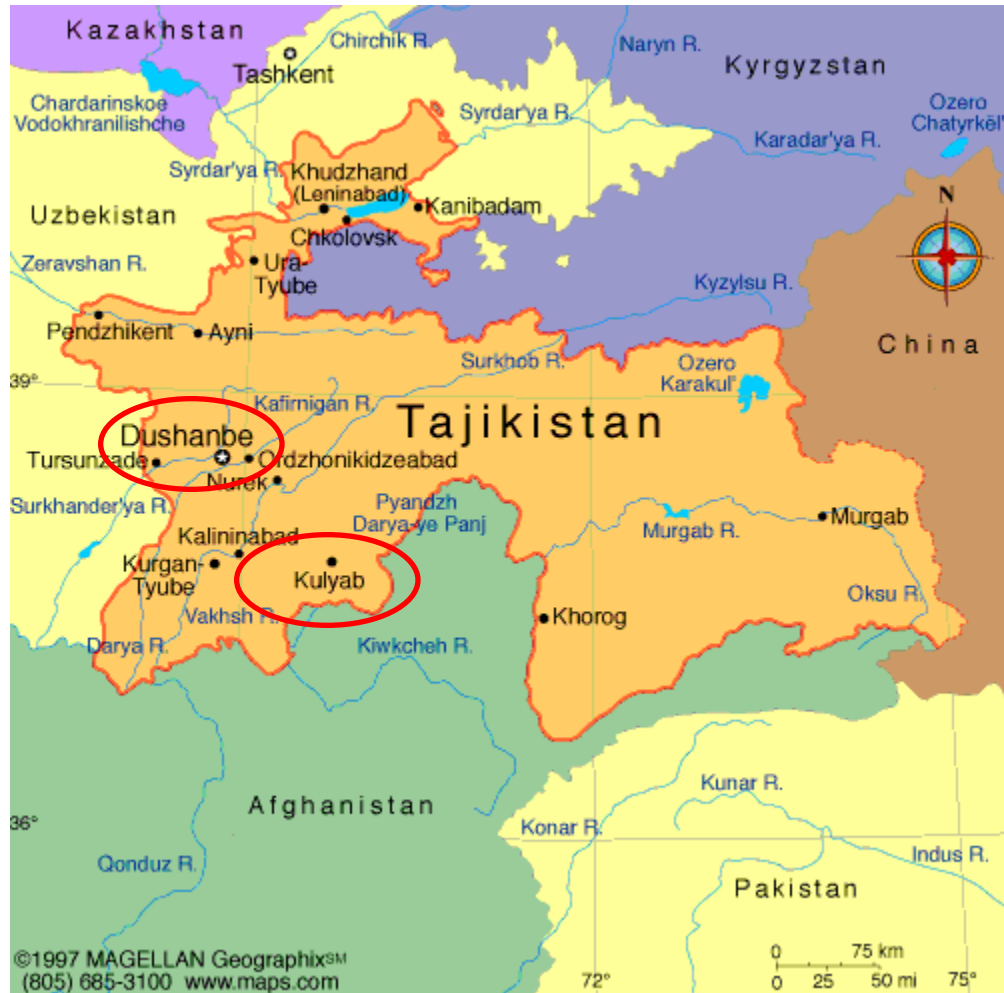 Kazakhstan
Chirchik R.
Naryn R.
Tashkent
Kyrgyzstan
Chardarinskoe
Vodokhranilishche
Syrdar'ya R.
Ozero
Chatyrkël'
Karadar'ya R.
Syrdar'ya R.
Khudzhand
(Leninabad)
Kanibadam
N
Uzbekistan
Chkolovsk
Zeravshan R.
Ura-
Tyube
Kyzylsu R.
Pendzhikent
Ayni
China
Surkhob R.
Ozero
Karakul'
39°
Kafirnigan R.
Tajikistan
Dushanbe
Tursunzade
Ordzhonikidzeabad
Nurek
Surkhander'ya R.
Pyandzh
Darya-ye Panj
Murgab R.
Murgab
Kalininabad
Kurgan-
Tyube
Kulyab
Vakhsh R.
Khorog
Oksu R.
Darya R.
Kiwkcheh R.
Afghanistan
Kunar R.
36°
Konar R.
Indus R.
Qonduz R.
Pakistan
©1997 MAGELLAN Geographix℠
(805) 685-3100 www.maps.com
0 75 km
0 25 50 mi
72°
75°